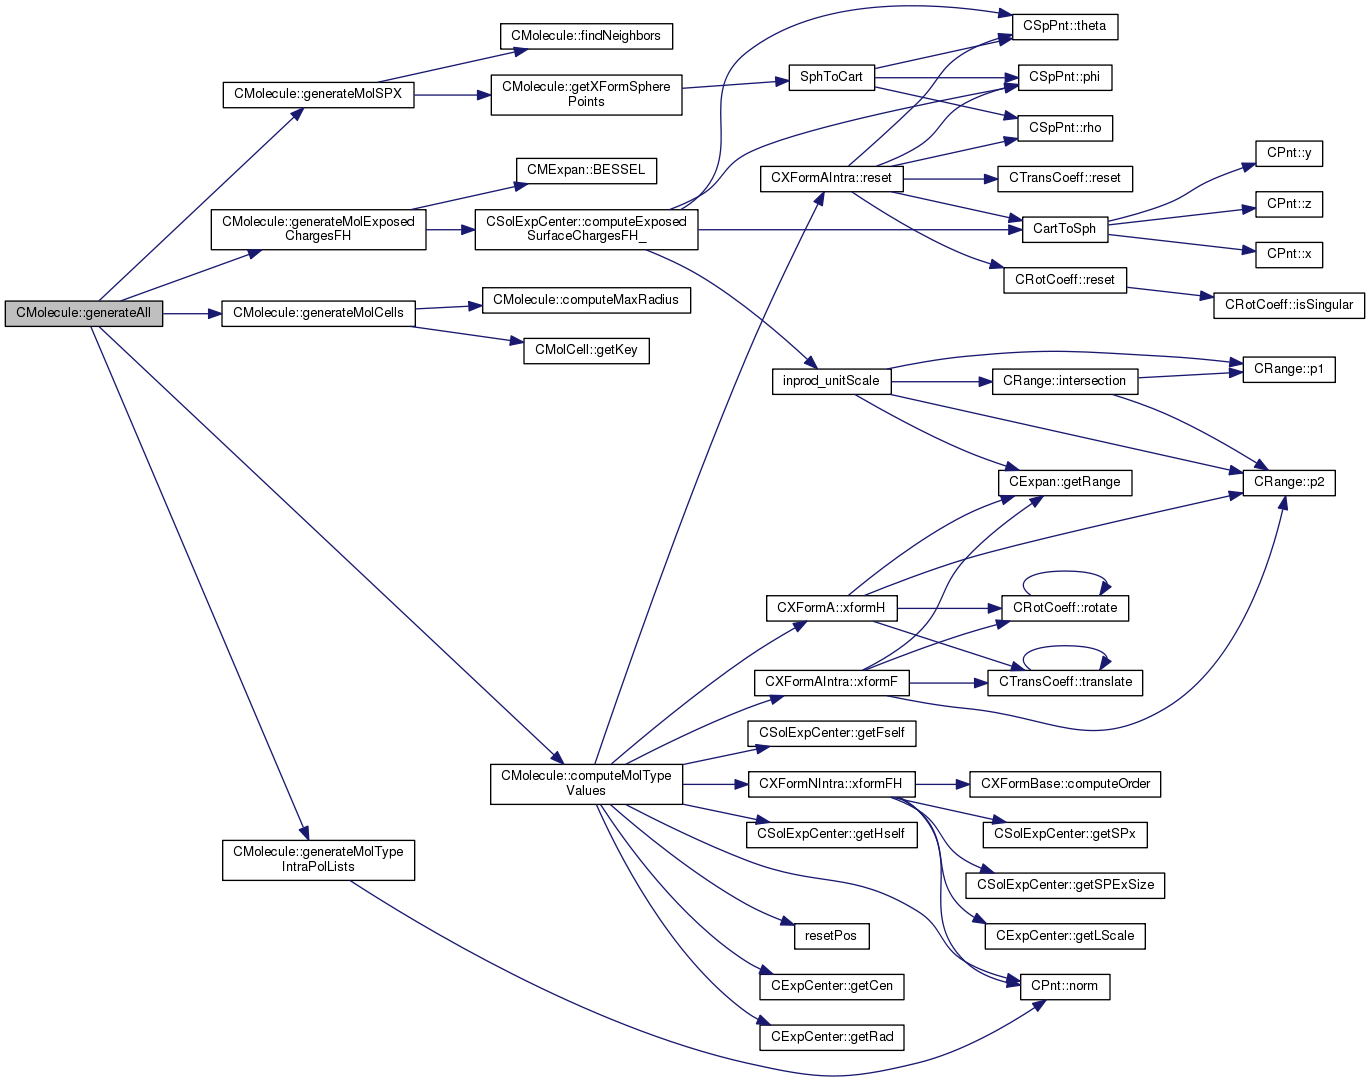 CMolecule::generateAll
CMolecule::generateMolSPX
CMolecule::generateMolExposed
ChargesFH
CMolecule::generateMolCells
CMolecule::generateMolType
IntraPolLists
CMolecule::findNeighbors
CMolecule::getXFormSphere
Points
CMExpan::BESSEL
CSolExpCenter::computeExposed
SurfaceChargesFH_
CMolecule::computeMaxRadius
CMolCell::getKey
CMolecule::computeMolType
Values
SphToCart
CXFormAIntra::reset
inprod_unitScale
CXFormA::xformH
CXFormAIntra::xformF
CSolExpCenter::getFself
CXFormNIntra::xformFH
CSolExpCenter::getHself
resetPos
CExpCenter::getCen
CExpCenter::getRad
CSpPnt::theta
CSpPnt::phi
CSpPnt::rho
CTransCoeff::reset
CartToSph
CRotCoeff::reset
CRange::intersection
CExpan::getRange
CRotCoeff::rotate
CTransCoeff::translate
CXFormBase::computeOrder
CSolExpCenter::getSPx
CSolExpCenter::getSPExSize
CExpCenter::getLScale
CPnt::norm
CPnt::y
CPnt::z
CPnt::x
CRotCoeff::isSingular
CRange::p1
CRange::p2